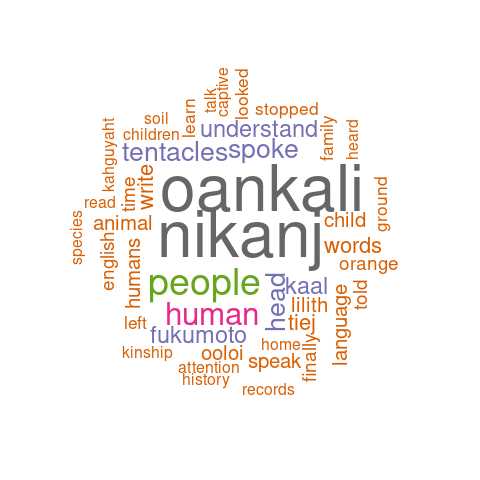 talk
captive
looked
soil
learn
stopped
children
understand
family
heard
kahguyaht
tentacles
spoke
write
time
oankali
read
animal
child
ground
species
english
humans
nikanj
words
orange
people
head
kaal
told
human
lilith
language
left
tiej
fukumoto
home
finally
kinship
ooloi
speak
attention
history
records